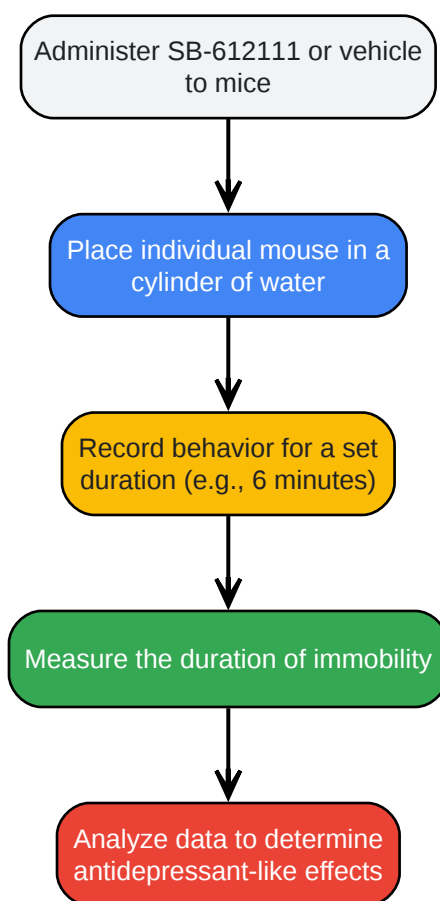 Administer SB-612111 or vehicle
to mice
Place individual mouse in a
cylinder of water
Record behavior for a set
duration (e.g., 6 minutes)
Measure the duration of immobility
Analyze data to determine
antidepressant-like effects